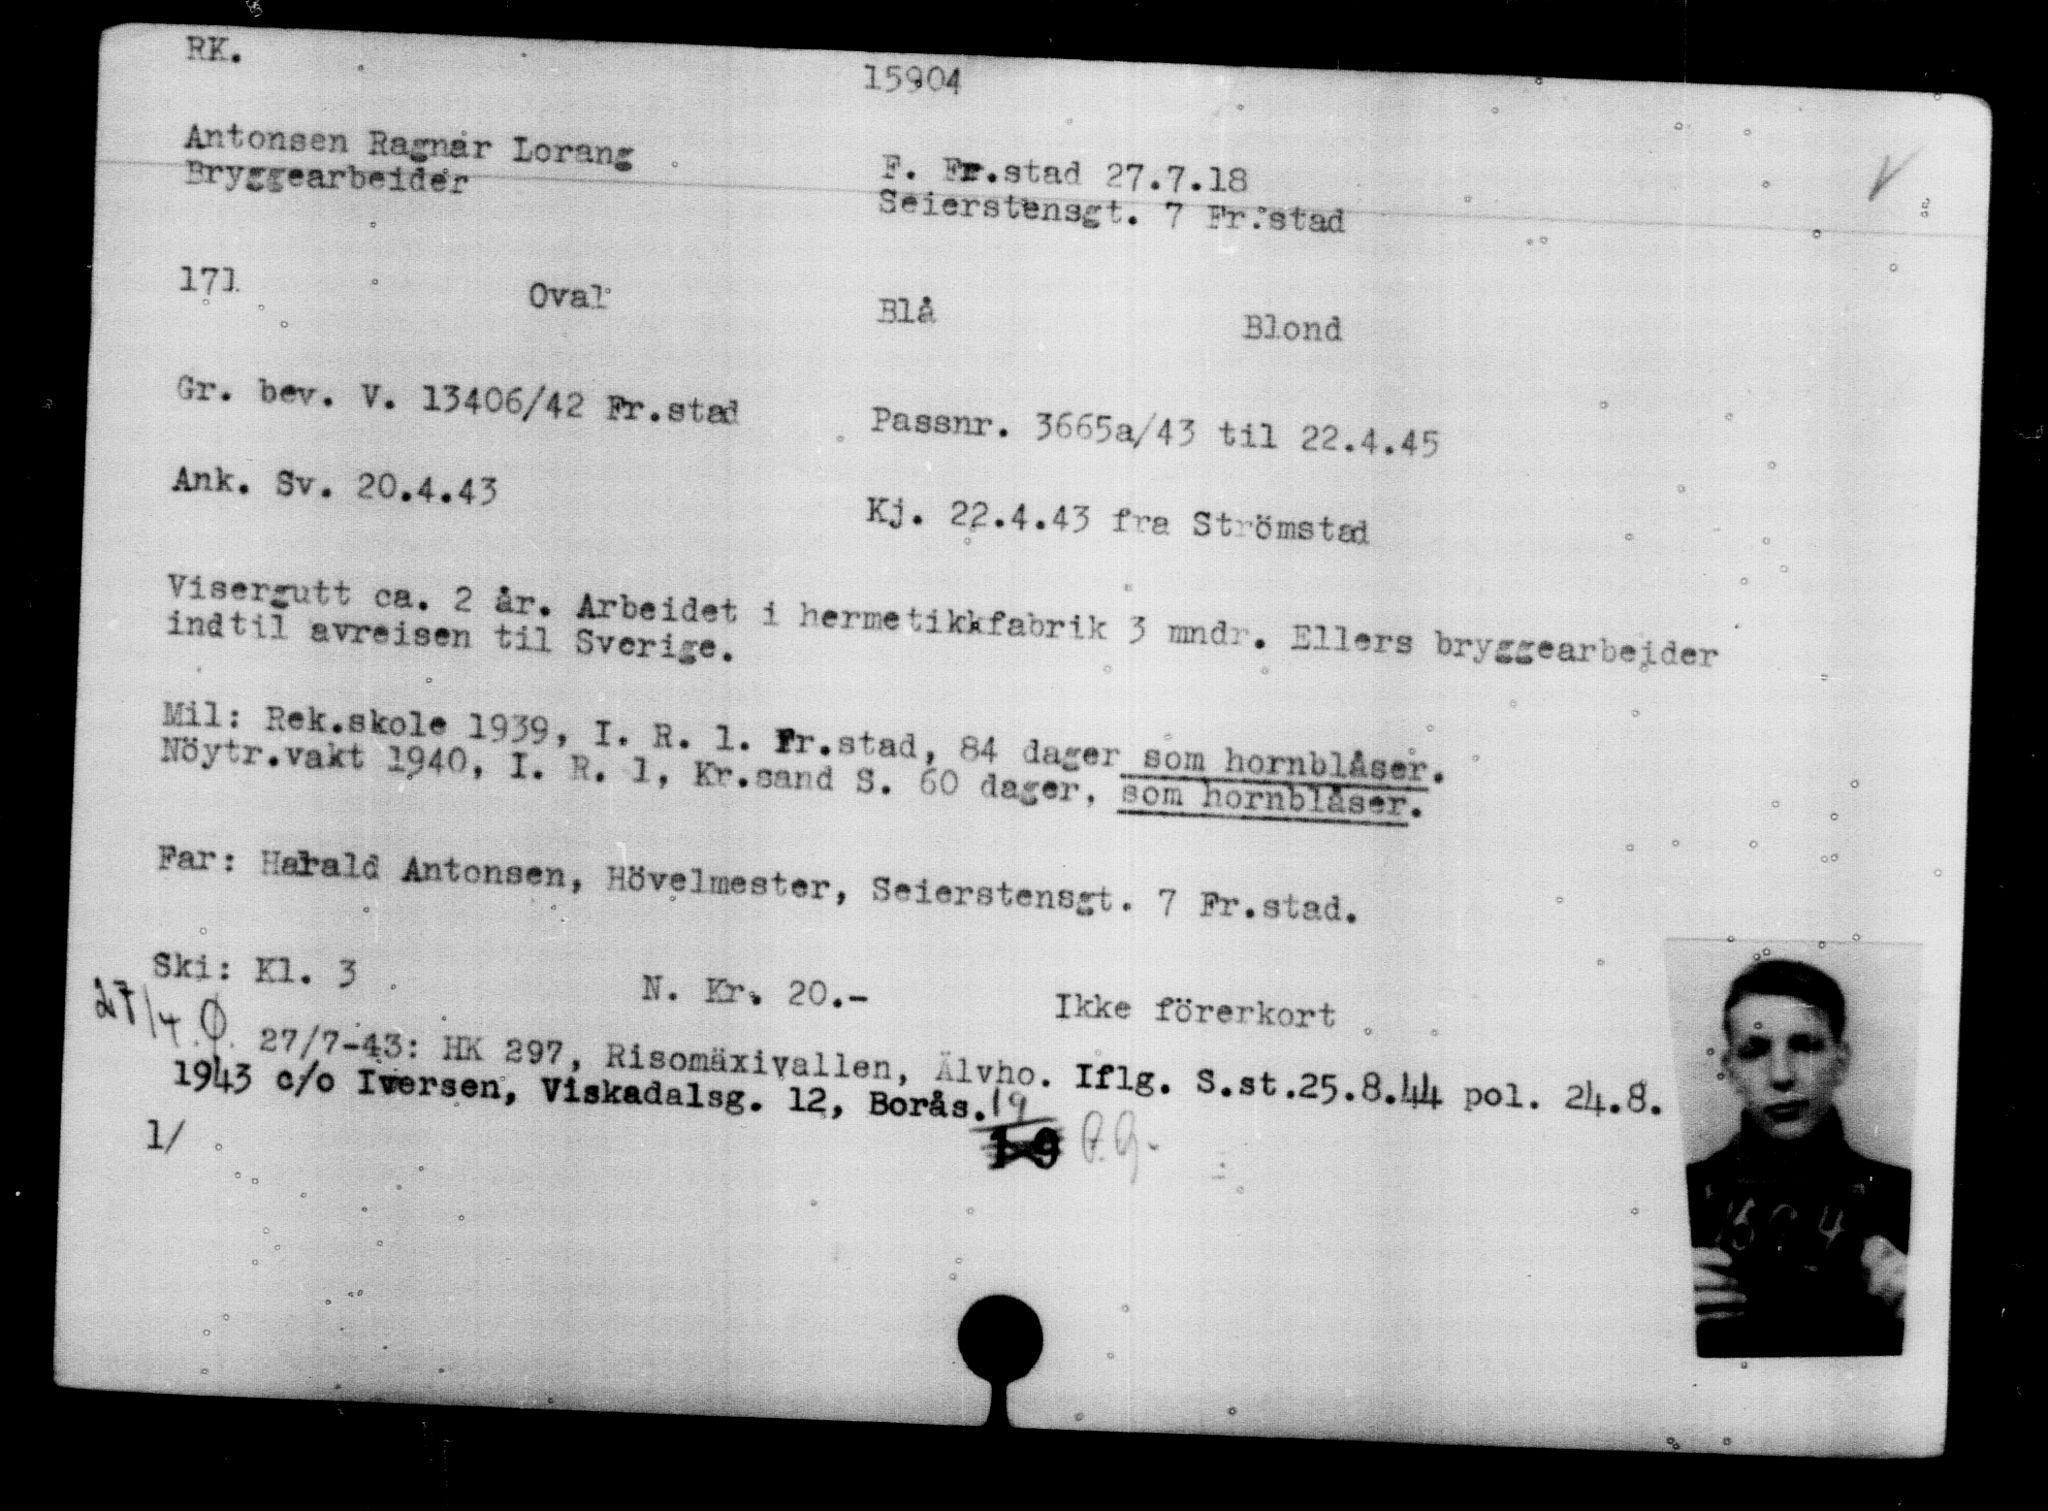 RK.
15904
Antonsen Ragnar Lorang
Bryggearbeider
F. Fr.stad 27.7.18
Seierstensgt. 7 Fr.stad
171
Oval
Blå
Blond
Gr. bev. V. 13406/42 Fr.stad
Passnr. 3665a/43 til 22.4.45
Ank. Sv. 20.4.43
Kj. 22.4.43 fra Strömstad
Visergutt ca. 2 år. Arbeidet i hermetikkfabrik 3 mndr. Ellers bryggearbeider
indtil avreisen til Sverige.
Mil: Rek.skole 1939, I. R. 1. Fr.stad, 84 dager som hornblåser.
Nöytr.vakt 1940, I. R. 1, Kr.sand S. 60 dager, som hornblåser.
Far: Harald Antonsen, Hövelmester, Seierstensgt. 7 Fr.stad.
Ski: Kl. 3
N. Kr. 20.-
Ikke förerkort
27/4 Ø
27/7-43: HK 297, Risomäxivallen, Älvho. Iflg. S.st.25.8.44 pol. 24.8.
1943 c/o Iversen, Viskadalsg. 12, Borås. 19
1/